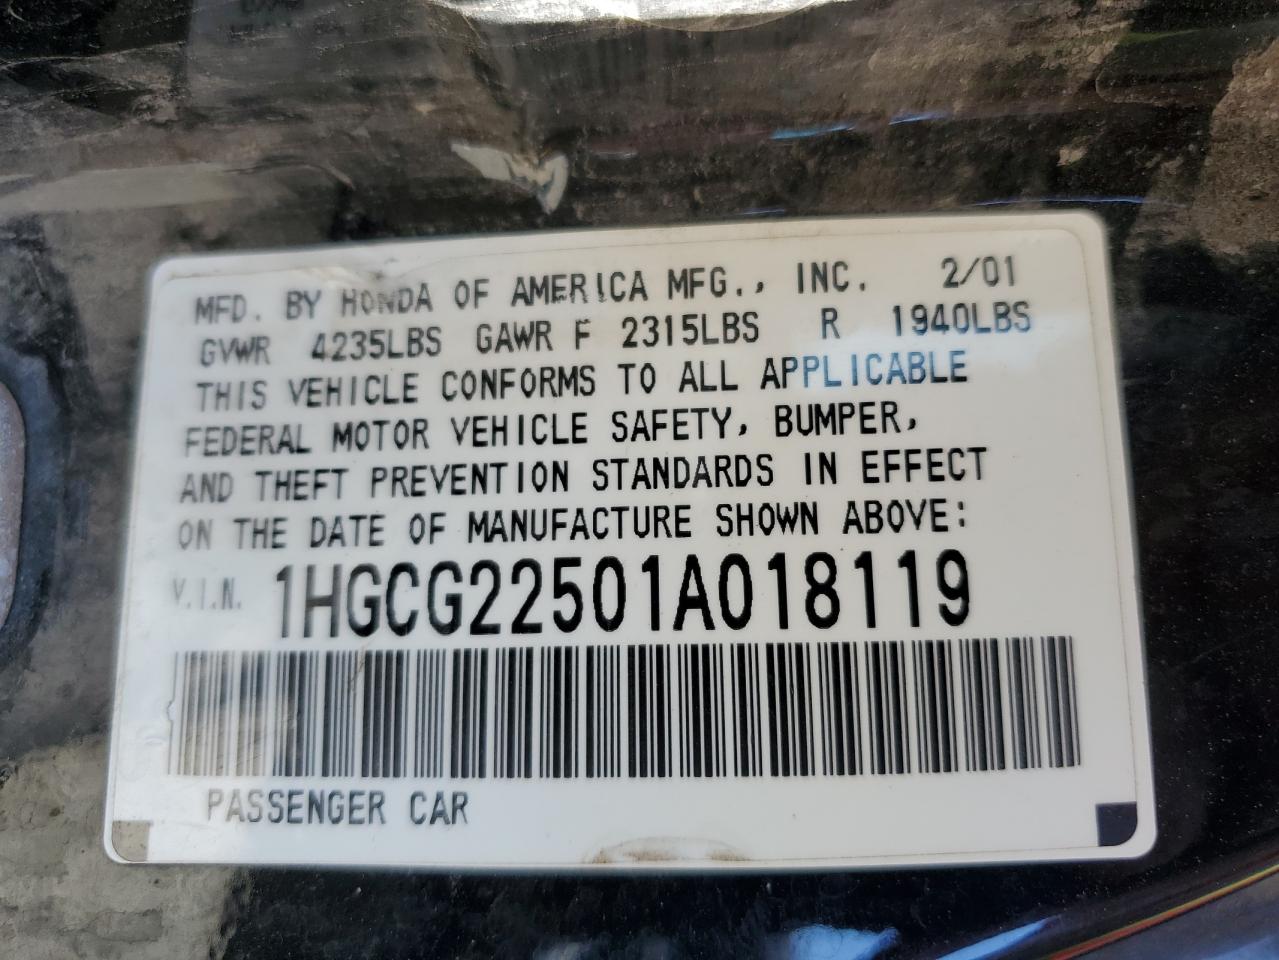 MFD. BY HONDA OF AMERICA MFG., INC. 2/01
GVWR 4235LBS GAWR F 2315LBS R 1940LBS
THIS VEHICLE CONFORMS TO ALL APPLICABLE
FEDERAL MOTOR VEHICLE SAFETY, BUMPER,
AND THEFT PREVENTION STANDARDS IN EFFECT
ON THE DATE OF MANUFACTURE SHOWN ABOVE:
V.I.N. 1HGCG22501A018119
PASSENGER CAR